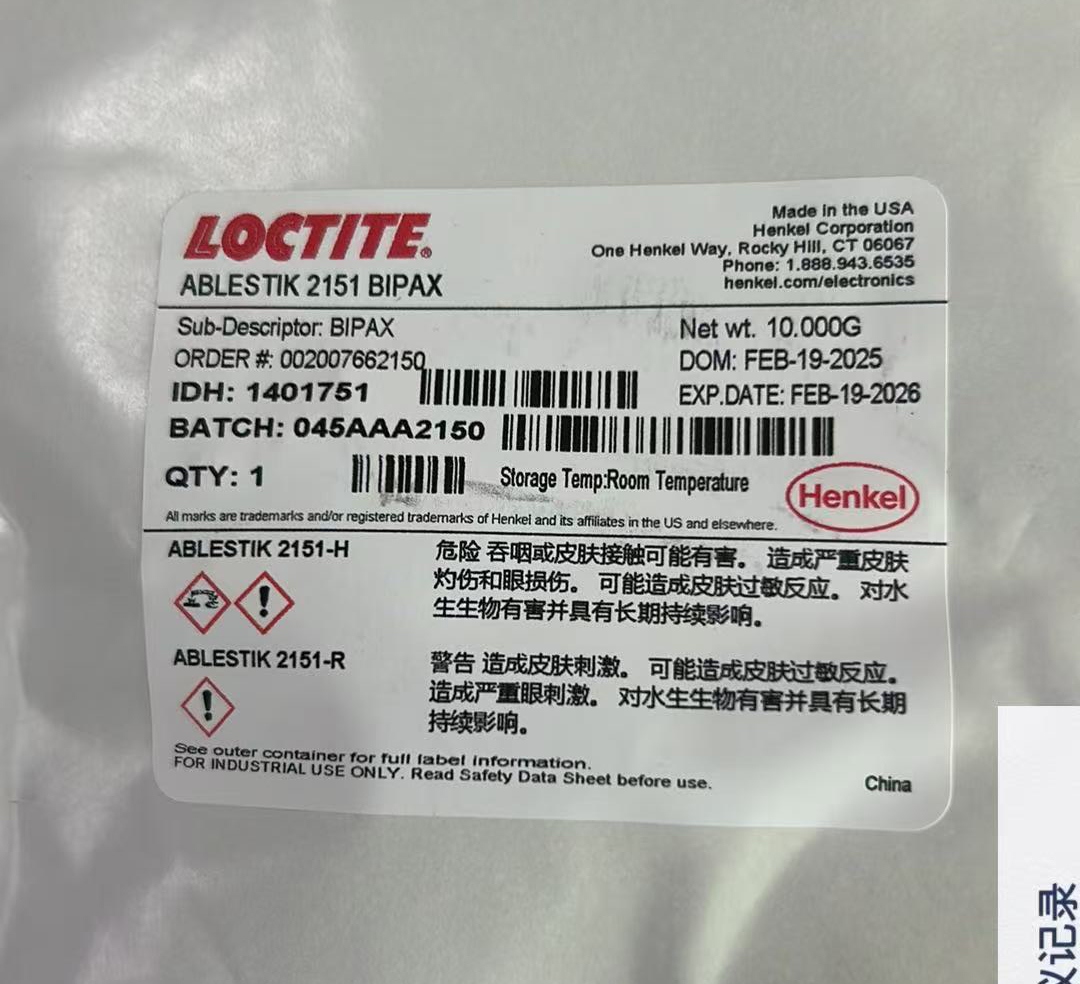 LOCTITE®
ABLESTIK 2151 BIPAX
Made in the USA
Henkel Corporation
One Henkel Way, Rocky Hill, CT 06067
Phone: 1.888.943.6535
henkel.com/electronics
Sub-Descriptor: BIPAX
Net wt. 10.000G
ORDER #: 002007662150
DOM: FEB-19-2025
IDH: 1401751
EXP.DATE: FEB-19-2026
BATCH: 045AAA2150
QTY: 1
Storage Temp:Room Temperature
Henkel
All marks are trademarks and/or registered trademarks of Henkel and its affiliates in the US and elsewhere.
ABLESTIK 2151-H
危险 吞咽或皮肤接触可能有害。 造成严重皮肤
灼伤和眼损伤。 可能造成皮肤过敏反应。 对水
生生物有害并具有长期持续影响。
ABLESTIK 2151-R
警告 造成皮肤刺激。 可能造成皮肤过敏反应。
造成严重眼刺激。 对水生生物有害并具有长期
持续影响。
See outer container for full label information.
FOR INDUSTRIAL USE ONLY. Read Safety Data Sheet before use.
China
记录